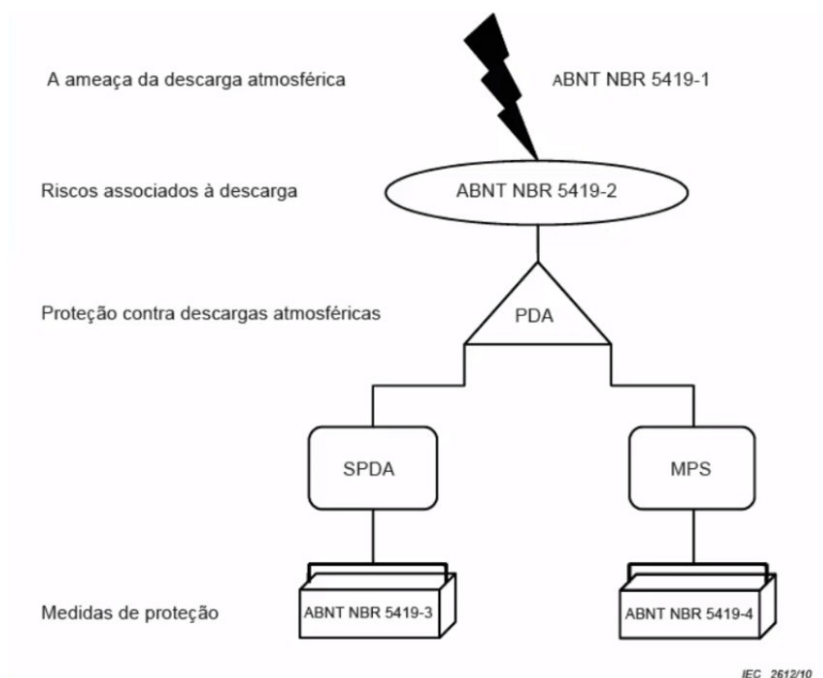 A ameaça da descarga atmosférica
ABNT NBR 5419-1
Riscos associados à descarga
ABNT NBR 5419-2
Proteção contra descargas atmosféricas
PDA
SPDA
MPS
Medidas de proteção
ABNT NBR 5419-3
ABNT NBR 5419-4
IEC 2612/10